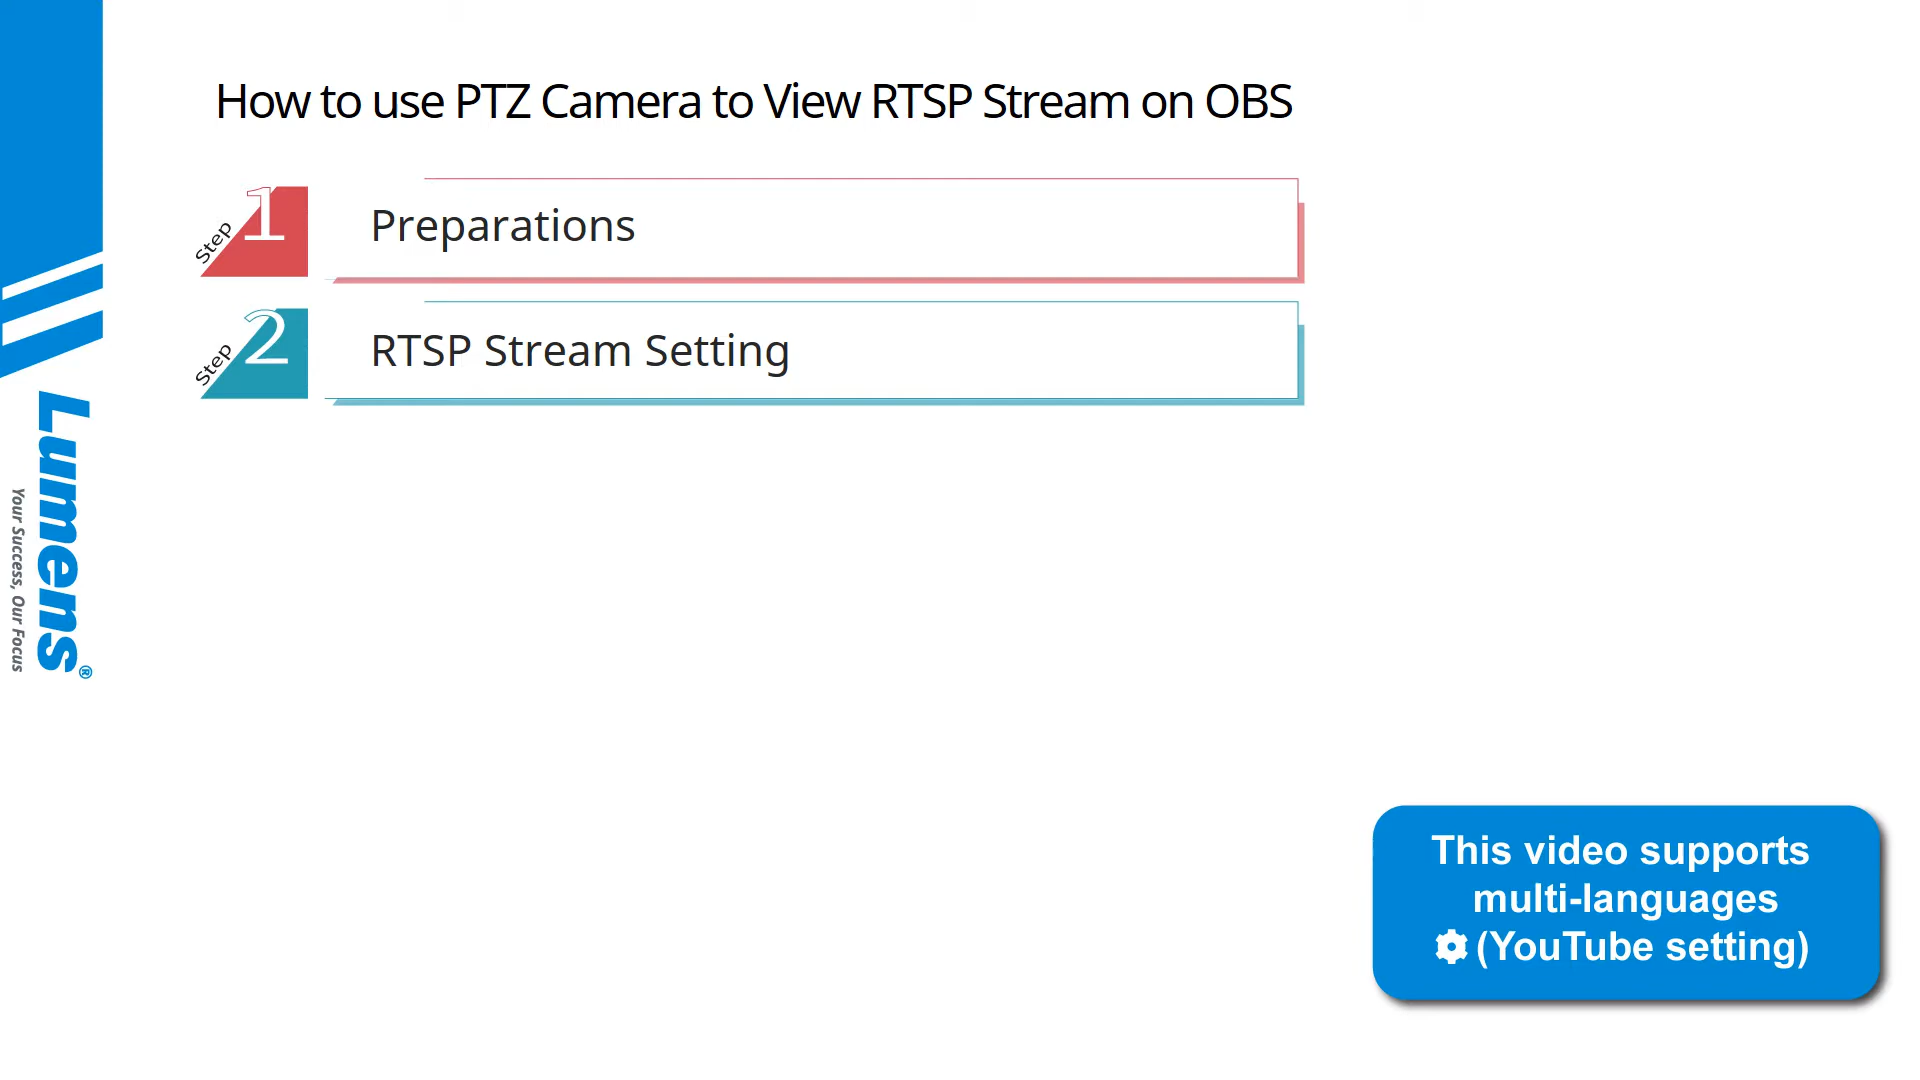 How to use PTZ Camera to View RTSP Stream on OBS
Step 1
Preparations
Step 2
RTSP Stream Setting
Lumens®
Your Success, Our Focus
This video supports
multi-languages
(YouTube setting)